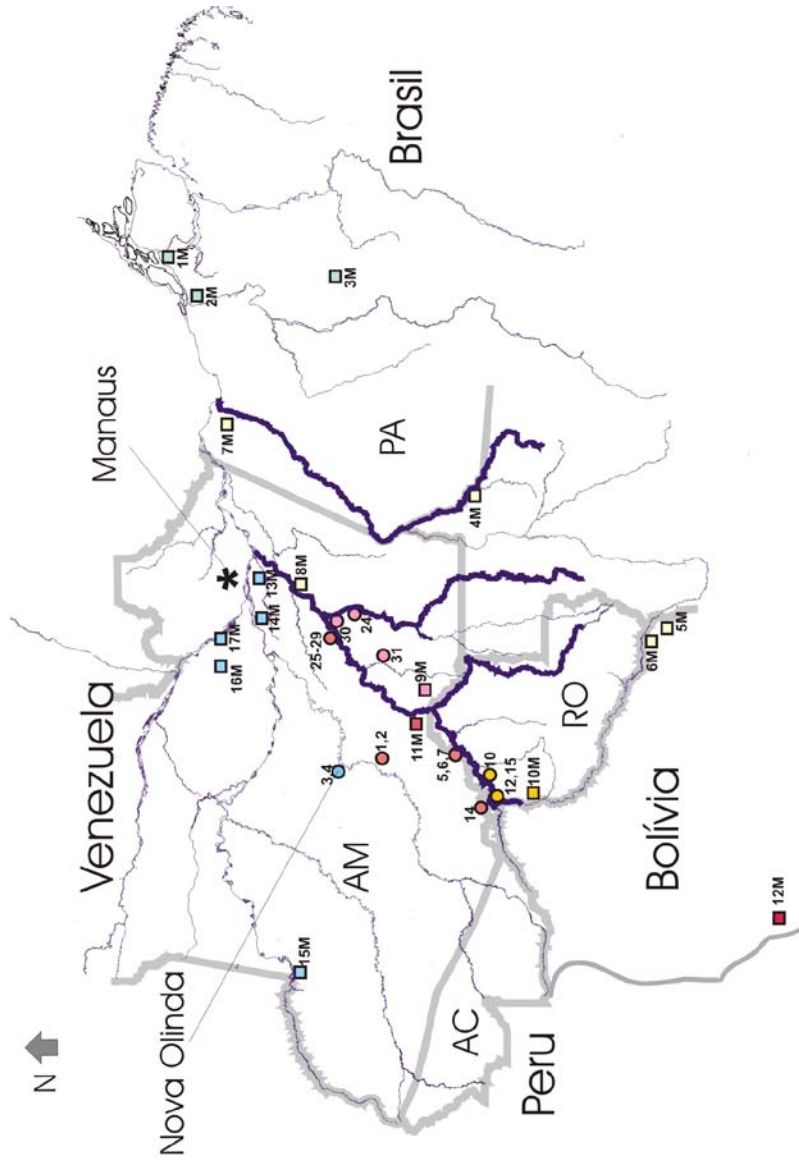 N
Venezuela
Manaus
Nova Olinda
1M
2M
16M
17M
7M
14M
13M
8M
15M
25-29
30
3,4
3M
AM
24
1,2
31
PA
Brasil
11M
9M
5,6,7
AC
14
10
4M
12,15
Peru
10M
RO
6M
5M
Bolívia
12M